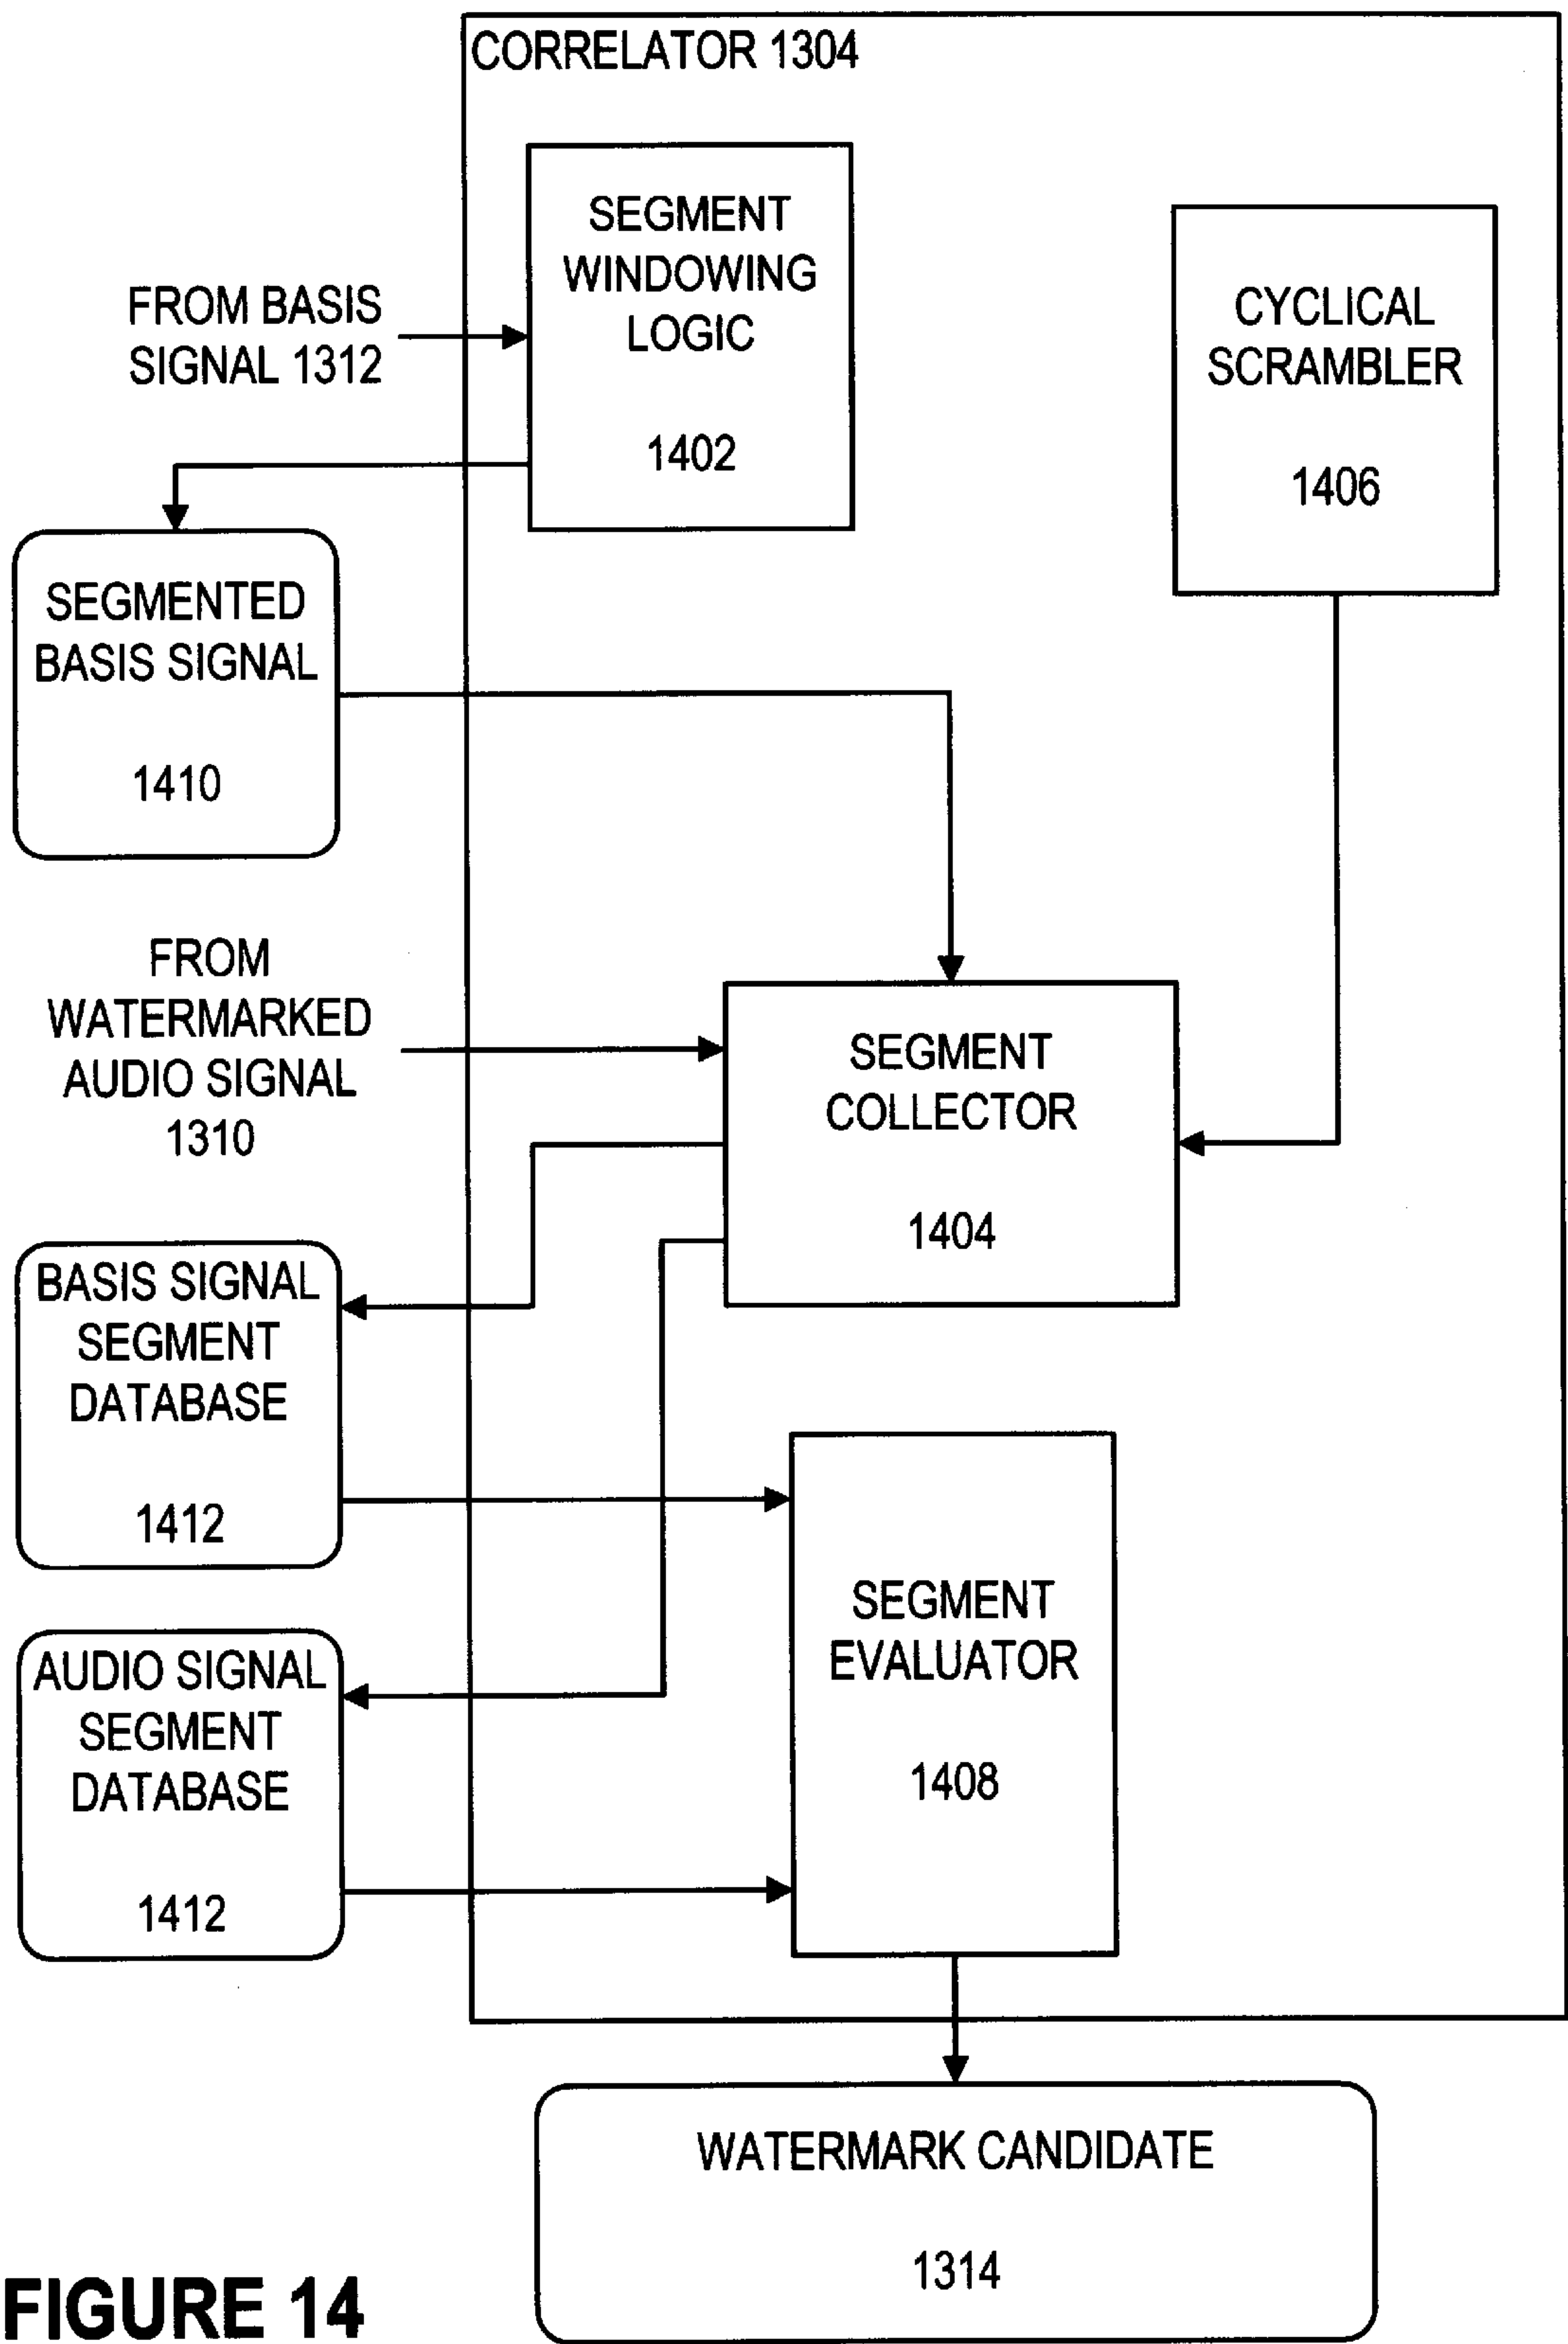 CORRELATOR 1304
SEGMENT
WINDOWING
LOGIC
1402
CYCLICAL
SCRAMBLER
1406
FROM BASIS
SIGNAL 1312
SEGMENTED
BASIS SIGNAL
1410
FROM
WATERMARKED
AUDIO SIGNAL
1310
SEGMENT
COLLECTOR
1404
BASIS SIGNAL
SEGMENT
DATABASE
1412
SEGMENT
EVALUATOR
1408
AUDIO SIGNAL
SEGMENT
DATABASE
1412
WATERMARK CANDIDATE
1314
FIGURE 14